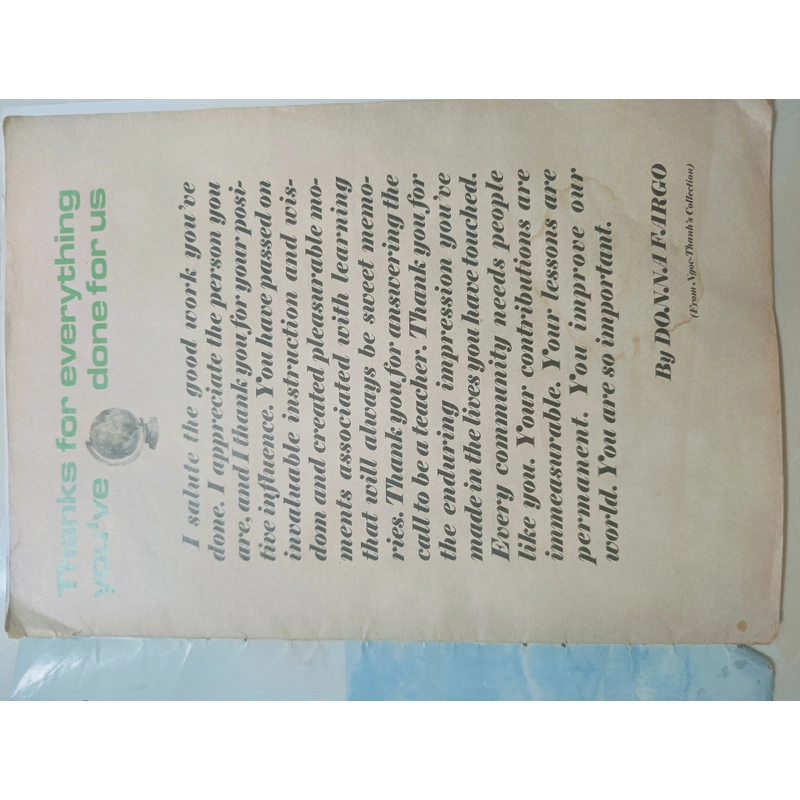 Thanks for everything
you've done for us
I salute the good work you've
done. I appreciate the person you
are, and I thank you for your posi-
tive influence. You have passed on
invaluable instruction and wis-
dom and created pleasurable mo-
ments associated with learning
that will always be sweet memo-
ries. Thank you for answering the
call to be a teacher. Thank you for
the enduring impression you've
made in the lives you have touched.
Every community needs people
like you. Your contributions are
immeasurable. Your lessons are
permanent. You improve our
world. You are so important.
By DONNA FARGO
(From Ngoc-Thanh's Collection)